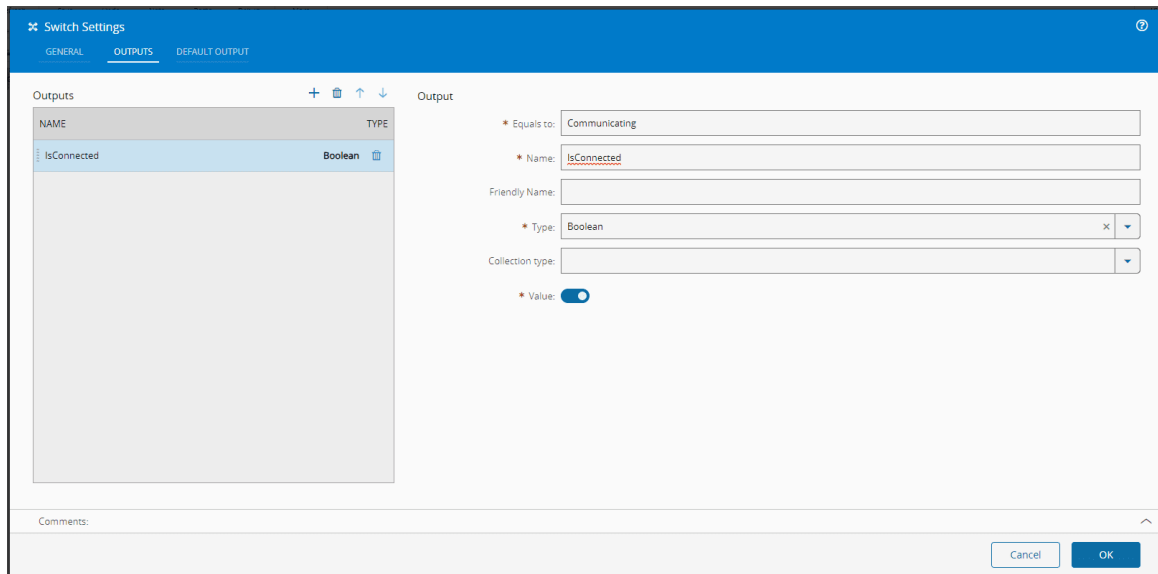 Switch Settings
GENERAL OUTPUTS DEFAULT OUTPUT
Outputs
NAME TYPE
IsConnected Boolean
Output
* Equals to: Communicating
* Name: IsConnected
Friendly Name:
* Type: Boolean
Collection type:
* Value:
Comments:
Cancel OK